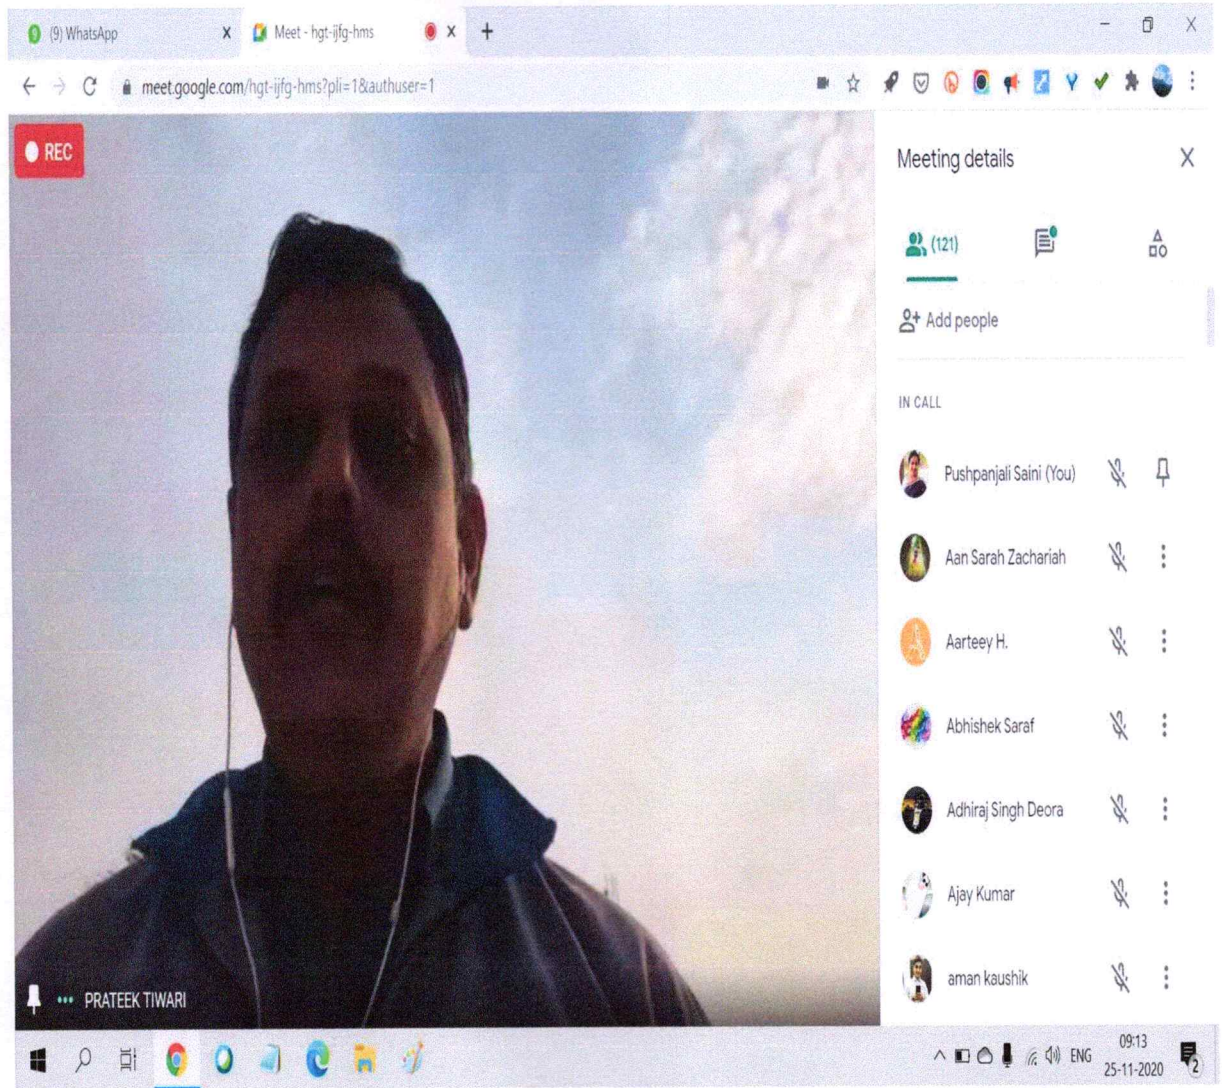 (9) WhatsApp
Meet - hgt-ijfg-hms
meet.google.com/hgt-ijfg-hms?pli=1&authuser=1
REC
Meeting details
(121)
Add people
IN CALL
Pushpanjali Saini (You)
Aan Sarah Zachariah
Aarteey H.
Abhishek Saraf
Adhiraj Singh Deora
Ajay Kumar
aman kaushik
PRATEEK TIWARI
ENG
09:13
25-11-2020
2